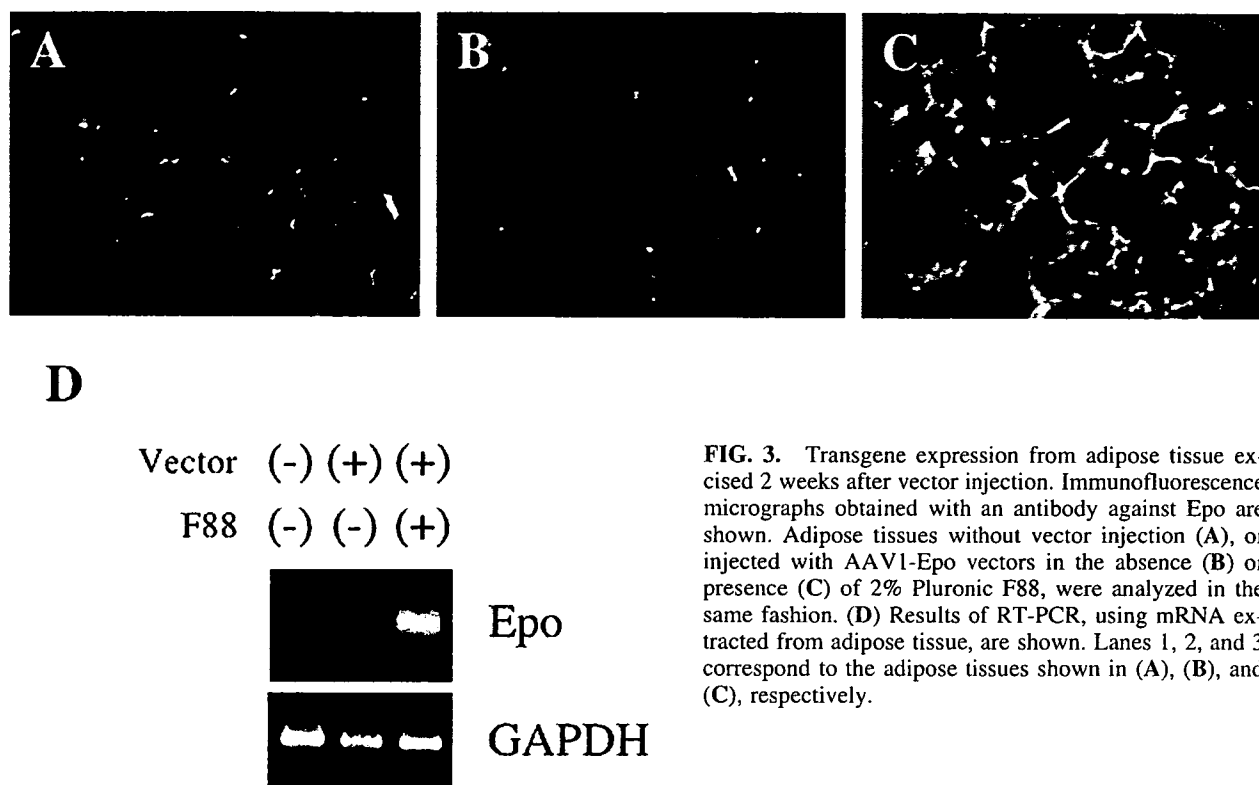 A
B
C
D
Vector (-) (+) (+)
F88 (-) (-) (+)
Epo
GAPDH
FIG. 3. Transgene expression from adipose tissue ex-
cised 2 weeks after vector injection. Immunofluorescence
micrographs obtained with an antibody against Epo are
shown. Adipose tissues without vector injection (A), or
injected with AAV1-Epo vectors in the absence (B) or
presence (C) of 2% Pluronic F88, were analyzed in the
same fashion. (D) Results of RT-PCR, using mRNA ex-
tracted from adipose tissue, are shown. Lanes 1, 2, and 3
correspond to the adipose tissues shown in (A), (B), and
(C), respectively.